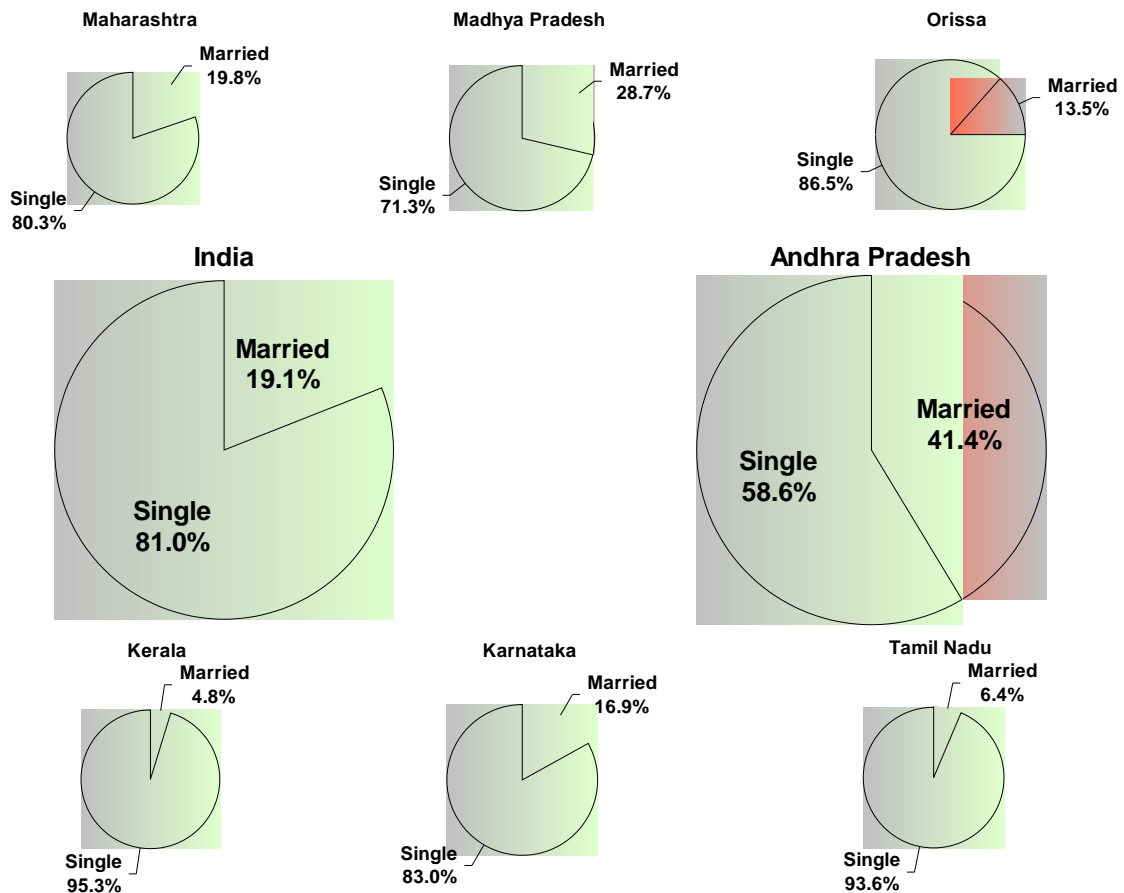 Maharashtra
Married
19.8%
Single
80.3%
Madhya Pradesh
Married
28.7%
Single
71.3%
Orissa
Married
13.5%
Single
86.5%
India
Married
19.1%
Single
81.0%
Andhra Pradesh
Married
41.4%
Single
58.6%
Kerala
Married
4.8%
Single
95.3%
Karnataka
Married
16.9%
Single
83.0%
Tamil Nadu
Married
6.4%
Single
93.6%